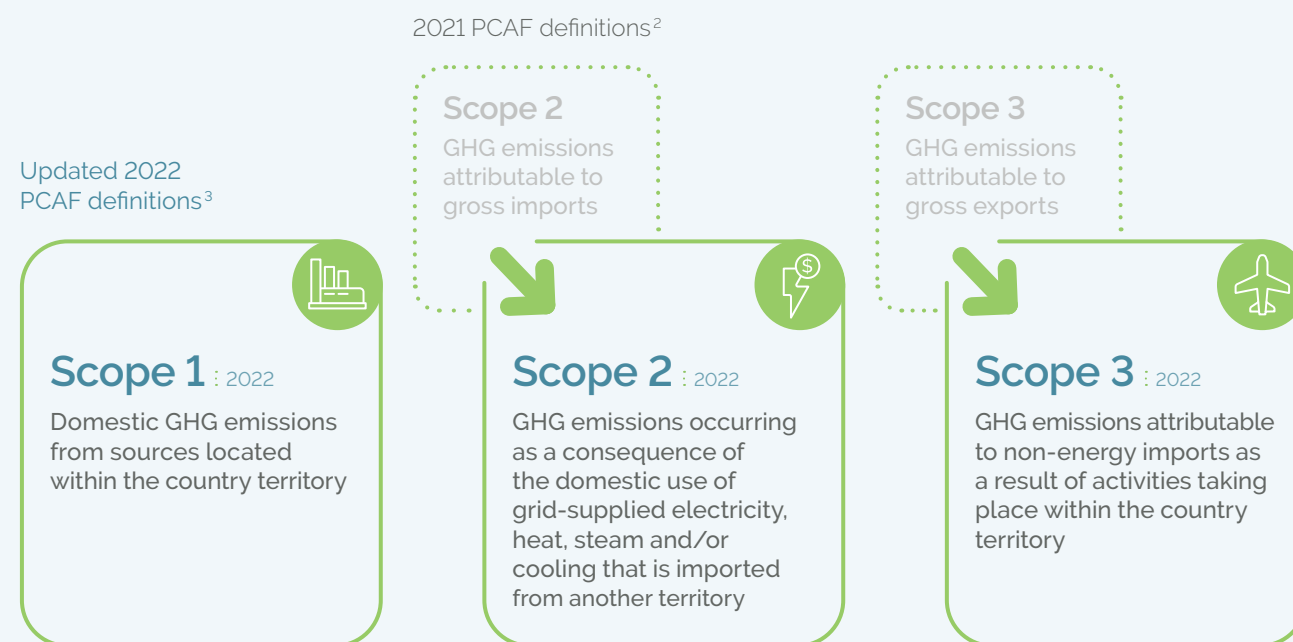 2021 PCAF definitions²
Scope 2
GHG emissions
attributable to
gross imports
Scope 3
GHG emissions
attributable to
gross exports
Updated 2022
PCAF definitions³
Scope 1 : 2022
Domestic GHG emissions
from sources located
within the country territory
Scope 2 : 2022
GHG emissions occurring
as a consequence of
the domestic use of
grid-supplied electricity,
heat, steam and/or
cooling that is imported
from another territory
Scope 3 : 2022
GHG emissions attributable
to non-energy imports as
a result of activities taking
place within the country
territory
$